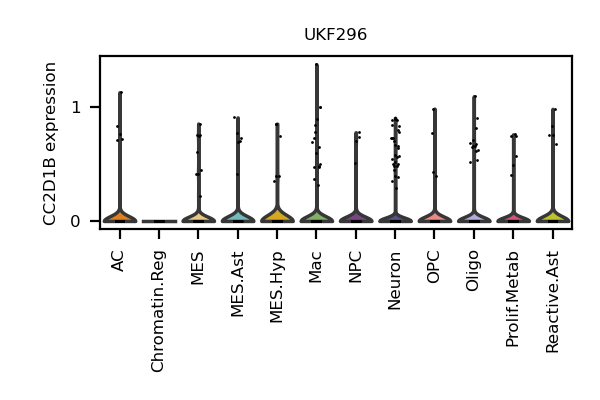 UKF296
CC2D1B expression
1
0
AC
Chromatin.Reg
MES
MES.Ast
MES.Hyp
Mac
NPC
Neuron
OPC
Oligo
Prolif.Metab
Reactive.Ast